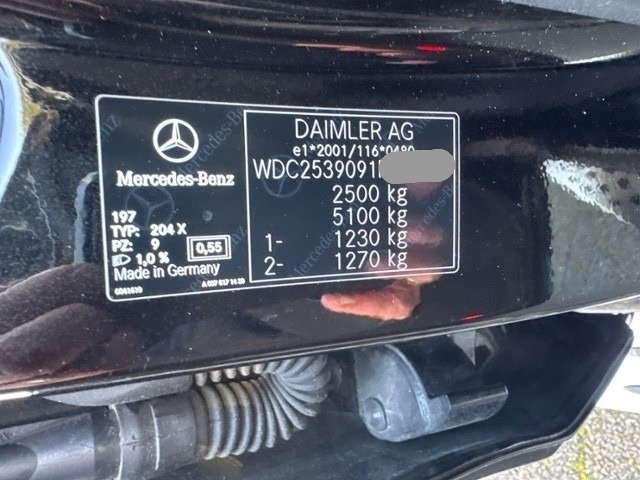 Mercedes-Benz
197
TYP: 204 X
PZ: 9
1,0 %
0,55
Made in Germany
DAIMLER AG
e1*2001/116*0480
WDC2539091
2500 kg
5100 kg
1- 1230 kg
2- 1270 kg